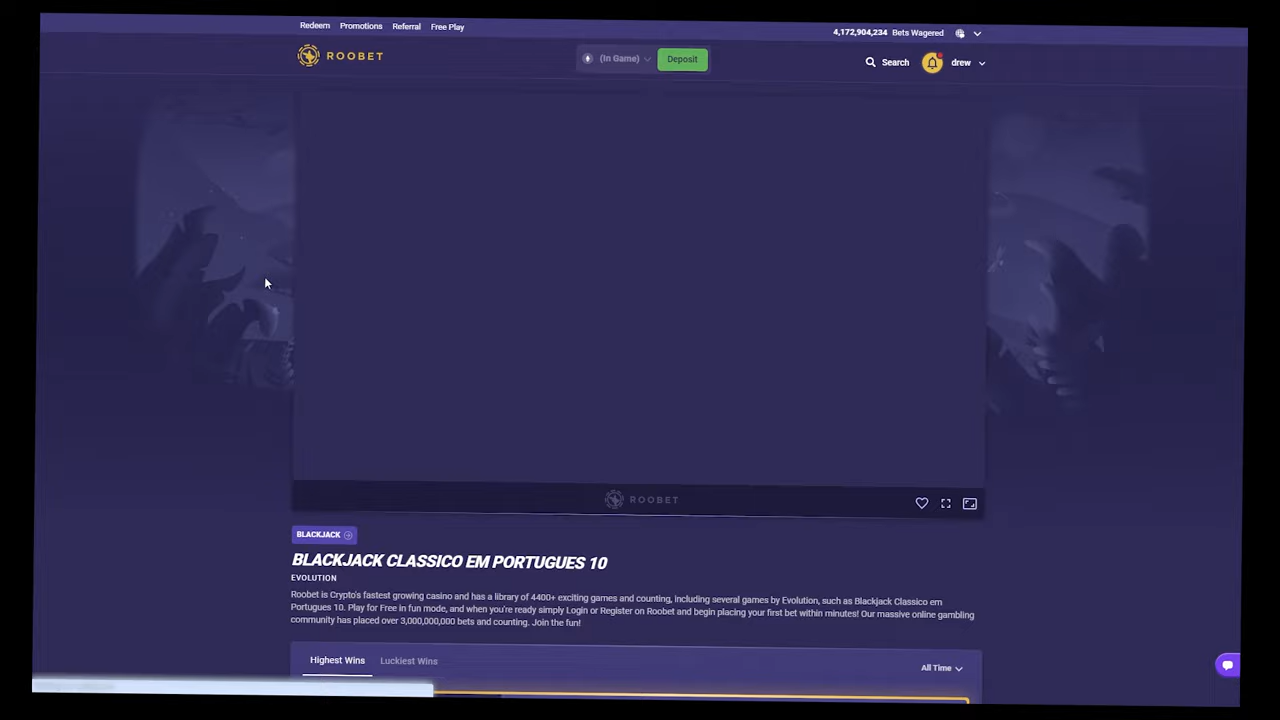 Redeem Promotions Referral Free Play
4,172,904,234 Bets Wagered
ROOBET
(In Game)
Deposit
Search
drew
ROOBET
BLACKJACK
BLACKJACK CLASSICO EM PORTUGUES 10
EVOLUTION
Roobet is Crypto's fastest growing casino and has a library of 4400+ exciting games and counting, including several games by Evolution, such as Blackjack Classico em
Portugues 10. Play for Free in fun mode, and when you're ready simply Login or Register on Roobet and begin placing your first bet within minutes! Our massive online gambling
community has placed over 3,000,000,000 bets and counting. Join the fun!
Highest Wins Luckiest Wins
All Time